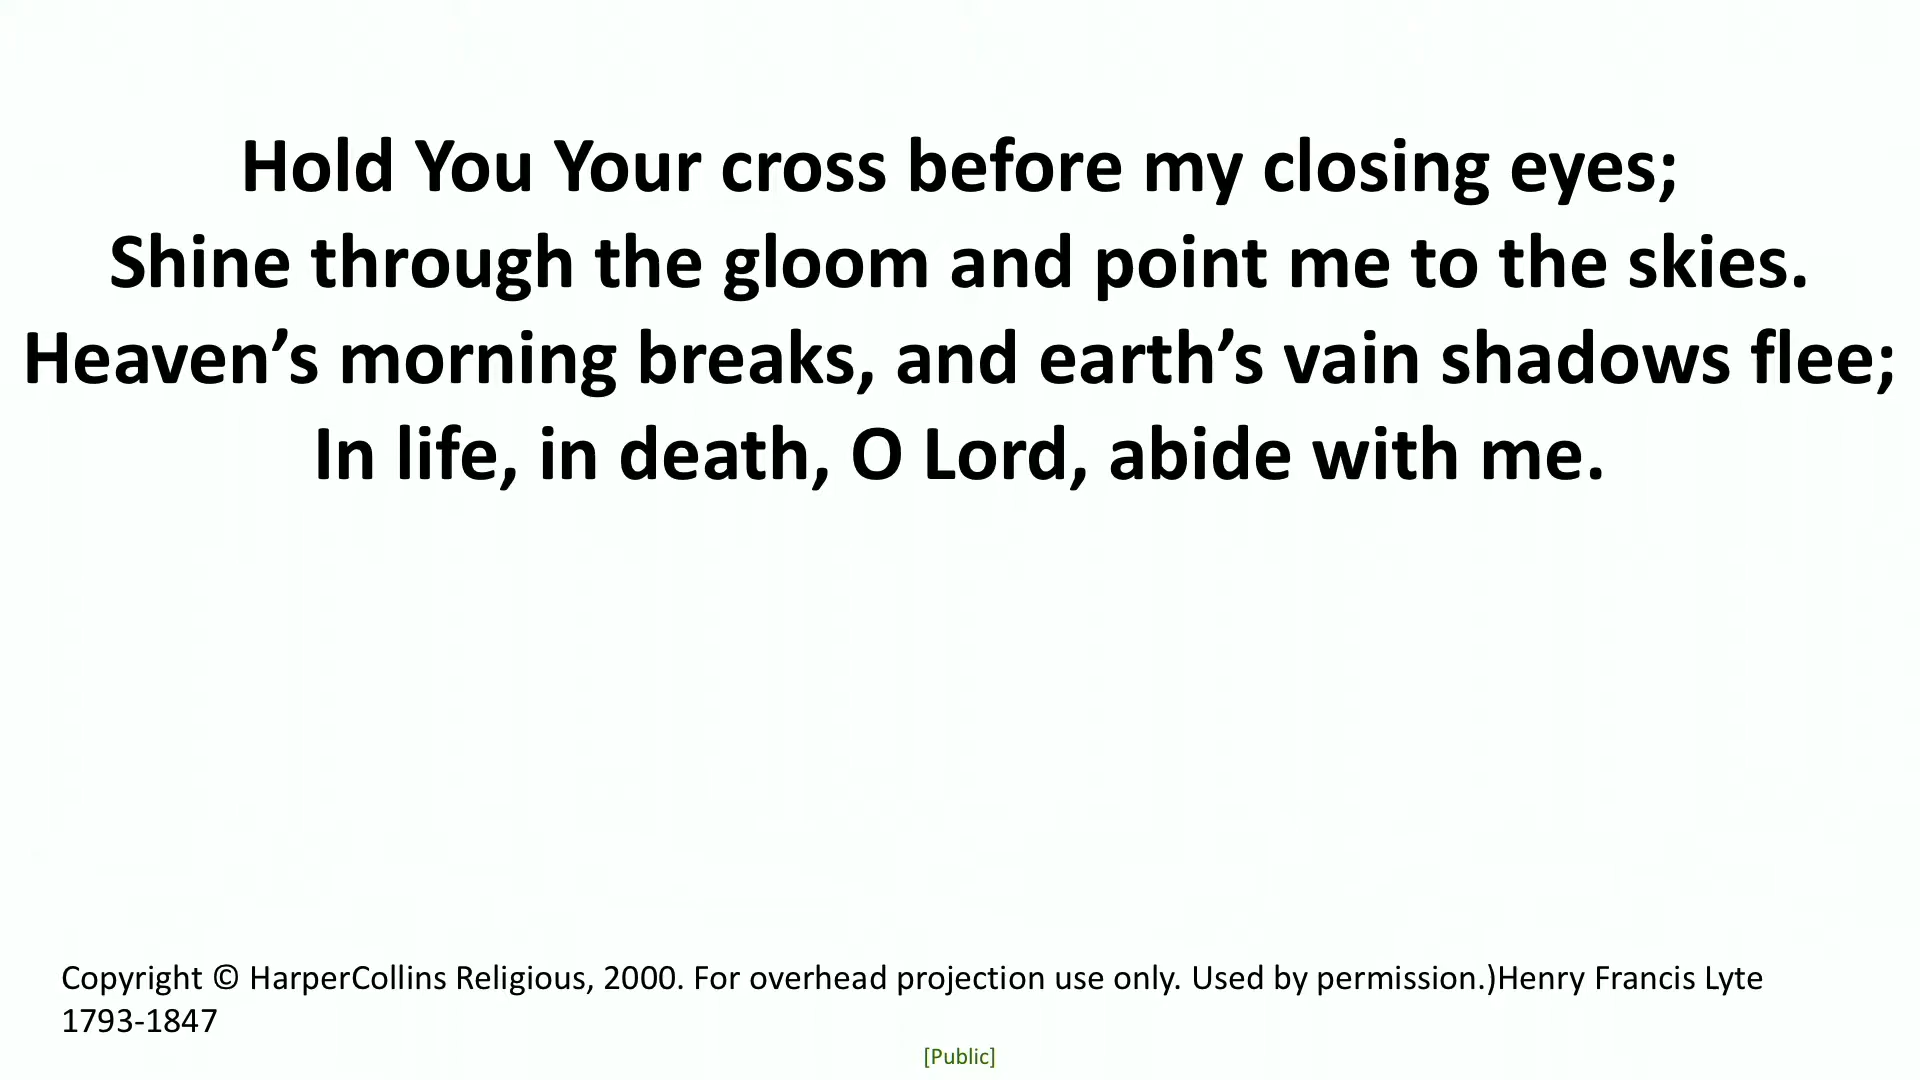 Hold You Your cross before my closing eyes;
Shine through the gloom and point me to the skies.
Heaven’s morning breaks, and earth’s vain shadows flee;
In life, in death, O Lord, abide with me.
Copyright © HarperCollins Religious, 2000. For overhead projection use only. Used by permission.)Henry Francis Lyte
1793-1847
[Public]